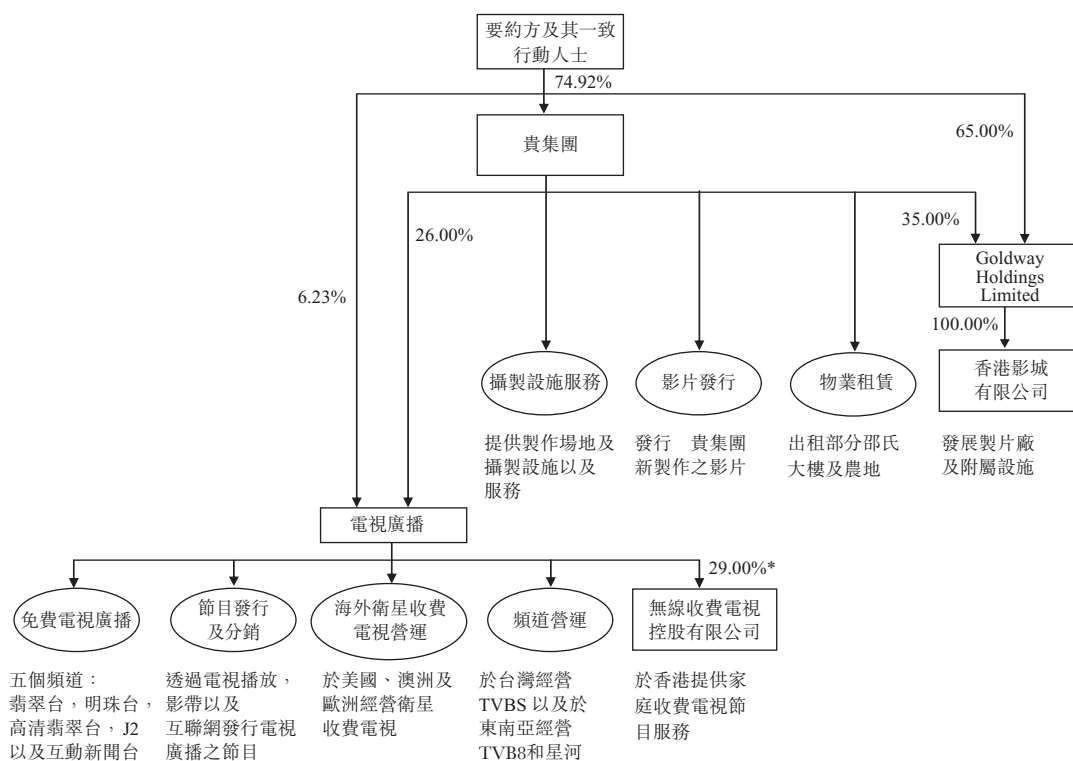 要約方及其一致
行動人士
74.92%
貴集團
65.00%
26.00%
35.00%
6.23%
Goldway
Holdings
Limited
100.00%
攝製設施服務
影片發行
物業租賃
香港影城
有限公司
提供製作場地及
攝製設施以及
服務
發行　貴集團
新製作之影片
出租部分邵氏
大樓及農地
發展製片廠
及附屬設施
電視廣播
29.00%*
免費電視廣播
節目發行
及分銷
海外衛星收費
電視營運
頻道營運
無線收費電視
控股有限公司
五個頻道：
翡翠台，明珠台，
高清翡翠台，J2
以及互動新聞台
透過電視播放，
影帶以及
互聯網發行電視
廣播之節目
於美國、澳洲及
歐洲經營衛星
收費電視
於台灣經營
TVBS 以及於
東南亞經營
TVB8和星河
於香港提供家
庭收費電視節
目服務